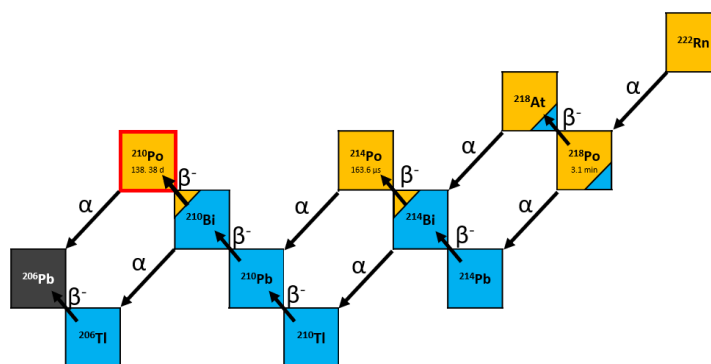 ²²²Rn
α
²¹⁸At
β⁻
²¹⁸Po
3.1 min
α
α
²¹⁰Po
138. 38 d
β⁻
²¹⁴Po
163.6 µs
β⁻
α
²¹⁰Bi
α
²¹⁴Bi
β⁻
β⁻
²⁰⁶Pb
α
²¹⁰Pb
α
²¹⁴Pb
β⁻
β⁻
²⁰⁶Tl
²¹⁰Tl